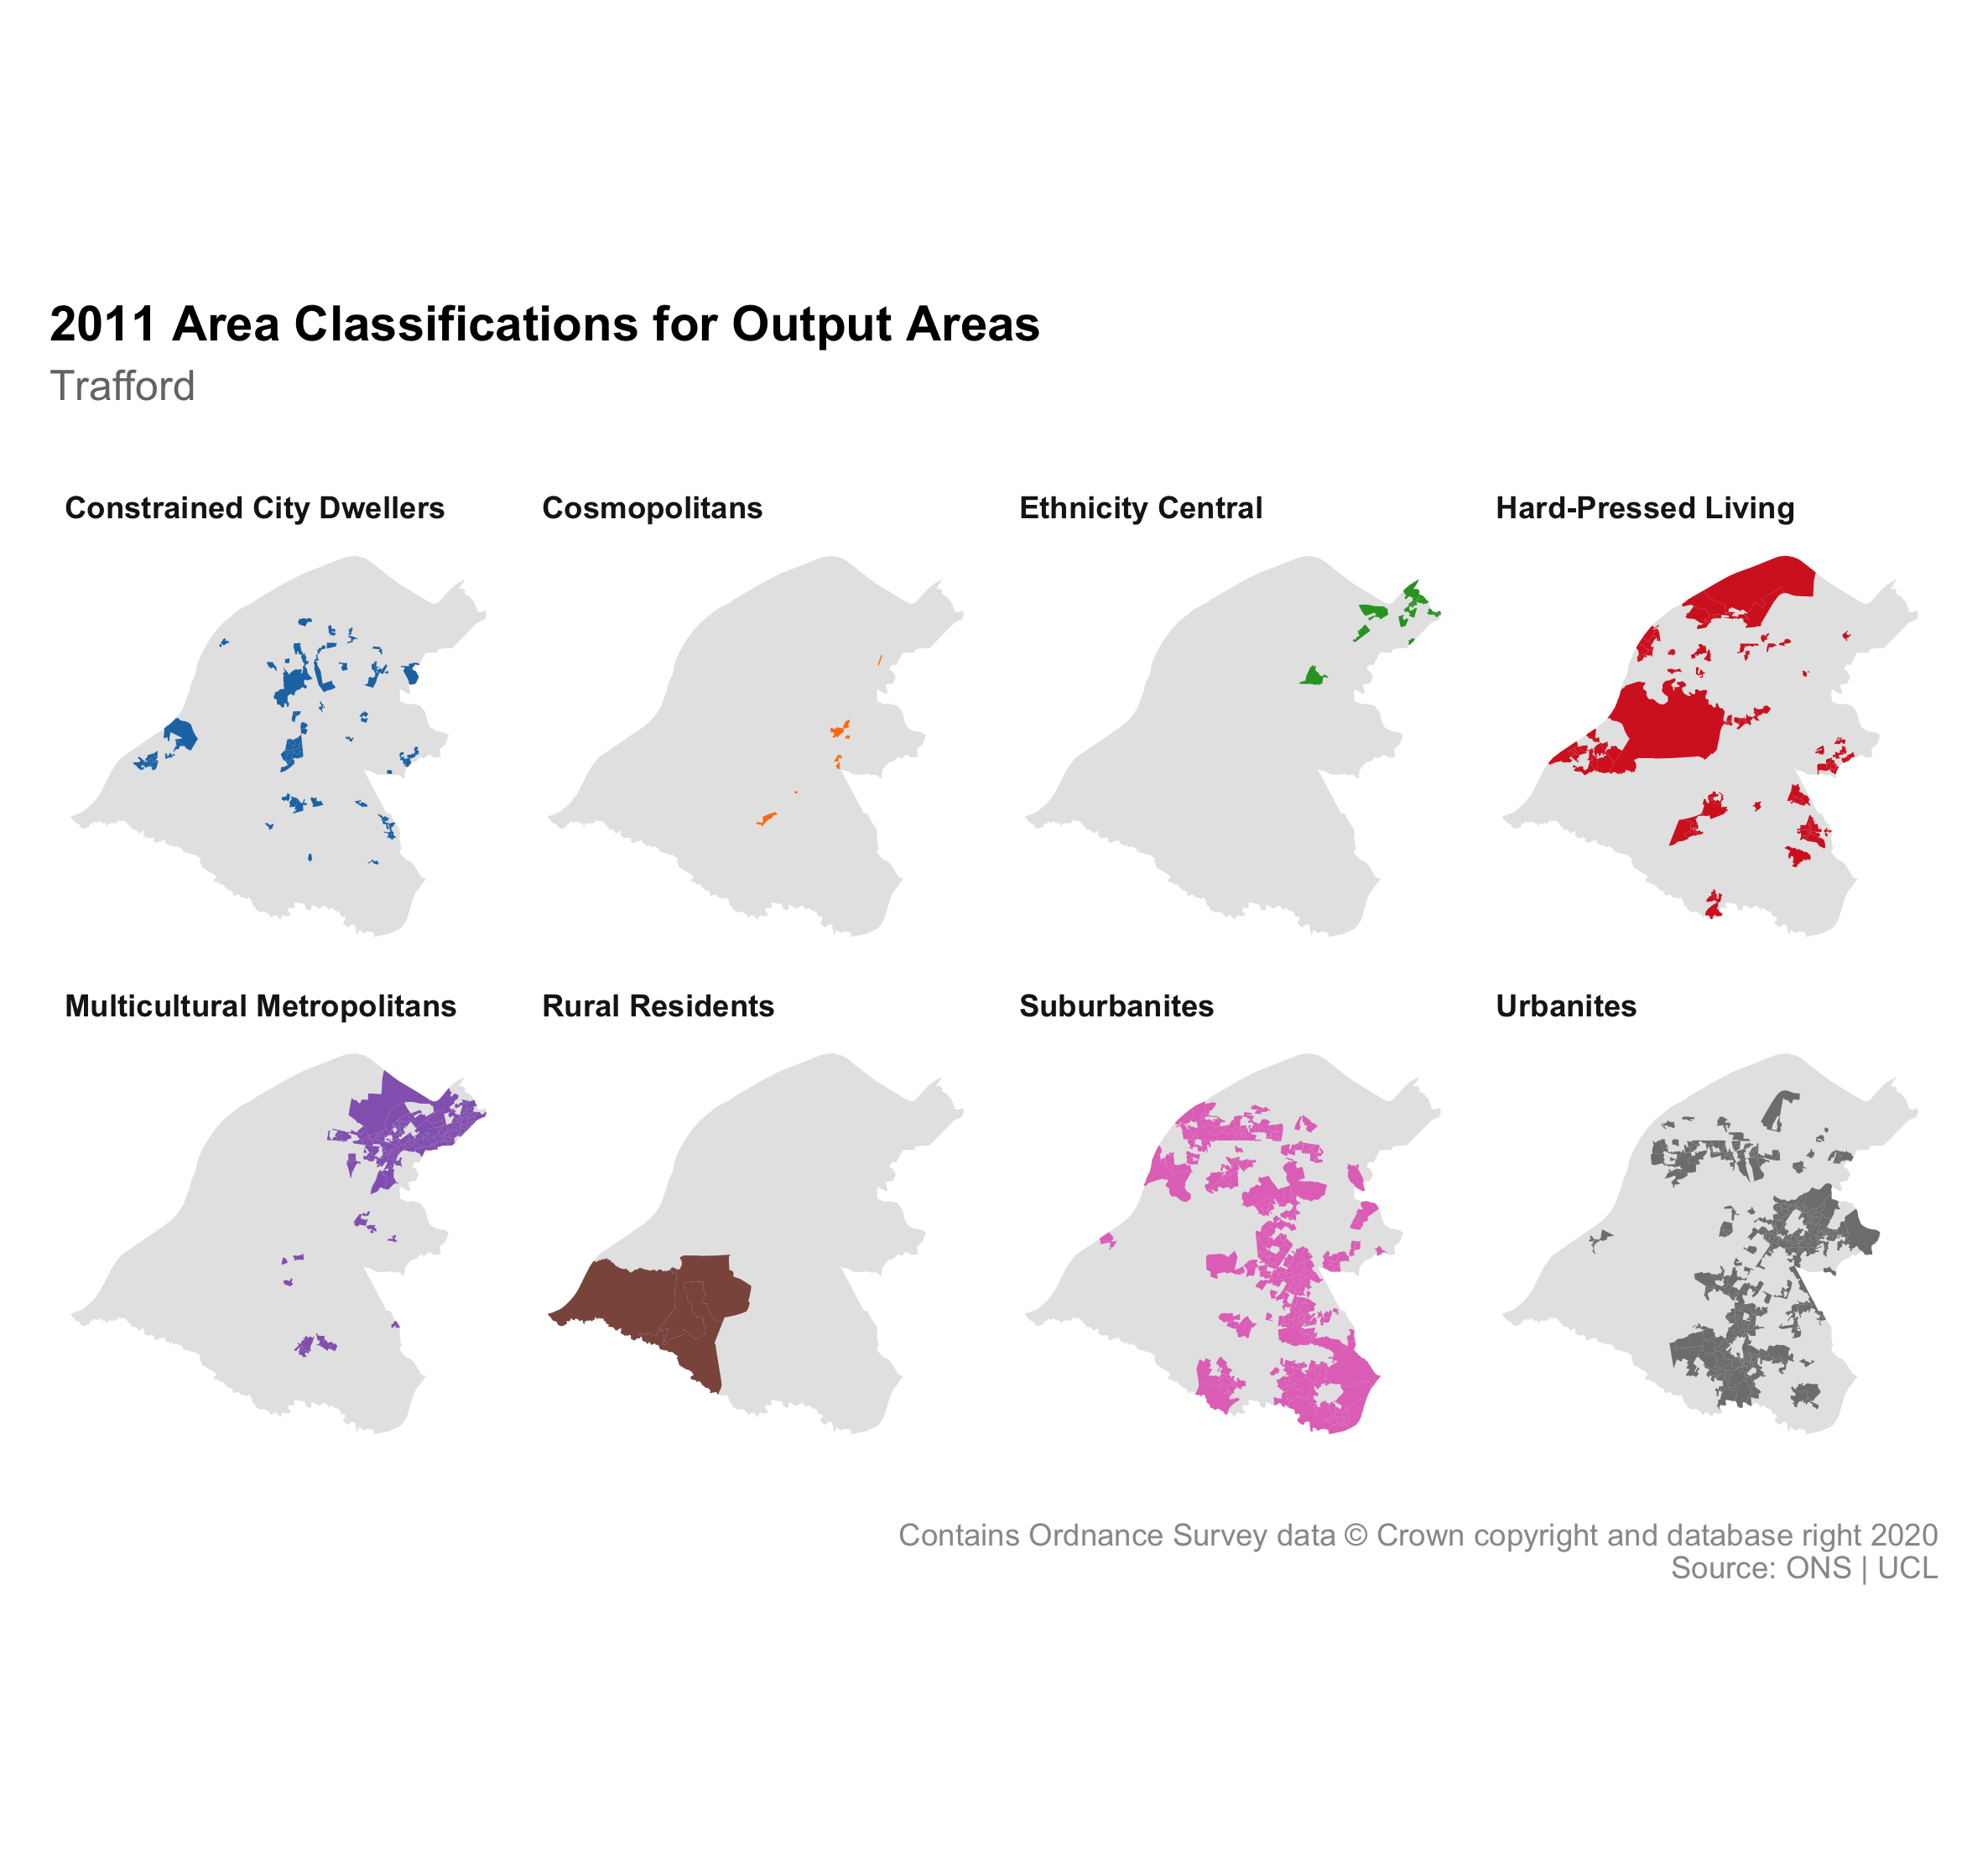 2011 Area Classifications for Output Areas
Trafford
Constrained City Dwellers
Cosmopolitans
Ethnicity Central
Hard-Pressed Living
Multicultural Metropolitans
Rural Residents
Suburbanites
Urbanites
Contains Ordnance Survey data © Crown copyright and database right 2020
Source: ONS | UCL